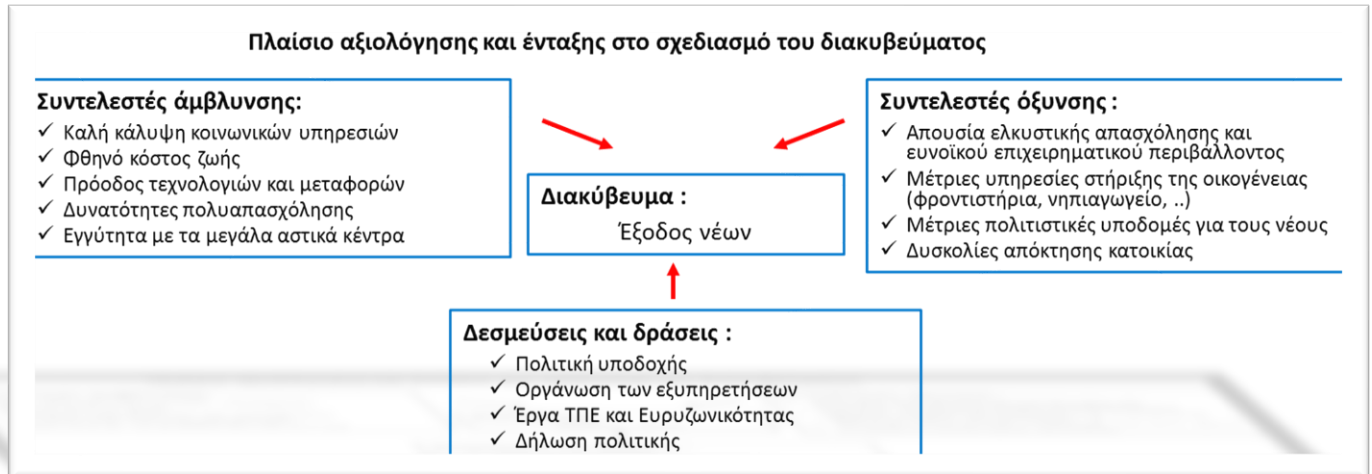 Πλαίσιο αξιολόγησης και ένταξης στο σχεδιασμό του διακυβεύματος
Συντελεστές άμβλυνσης:
✓ Καλή κάλυψη κοινωνικών υπηρεσιών
✓ Φθηνό κόστος ζωής
✓ Πρόοδος τεχνολογιών και μεταφορών
✓ Δυνατότητες πολυαπασχόλησης
✓ Εγγύτητα με τα μεγάλα αστικά κέντρα
Διακύβευμα :
Έξοδος νέων
Συντελεστές όξυνσης :
✓ Απουσία ελκυστικής απασχόλησης και
ευνοϊκού επιχειρηματικού περιβάλλοντος
✓ Μέτριες υπηρεσίες στήριξης της οικογένειας
(φροντιστήρια, νηπιαγωγείο, ..)
✓ Μέτριες πολιτιστικές υποδομές για τους νέους
✓ Δυσκολίες απόκτησης κατοικίας
Δεσμεύσεις και δράσεις :
✓ Πολιτική υποδοχής
✓ Οργάνωση των εξυπηρετήσεων
✓ Έργα ΤΠΕ και Ευρυζωνικότητας
✓ Δήλωση πολιτικής